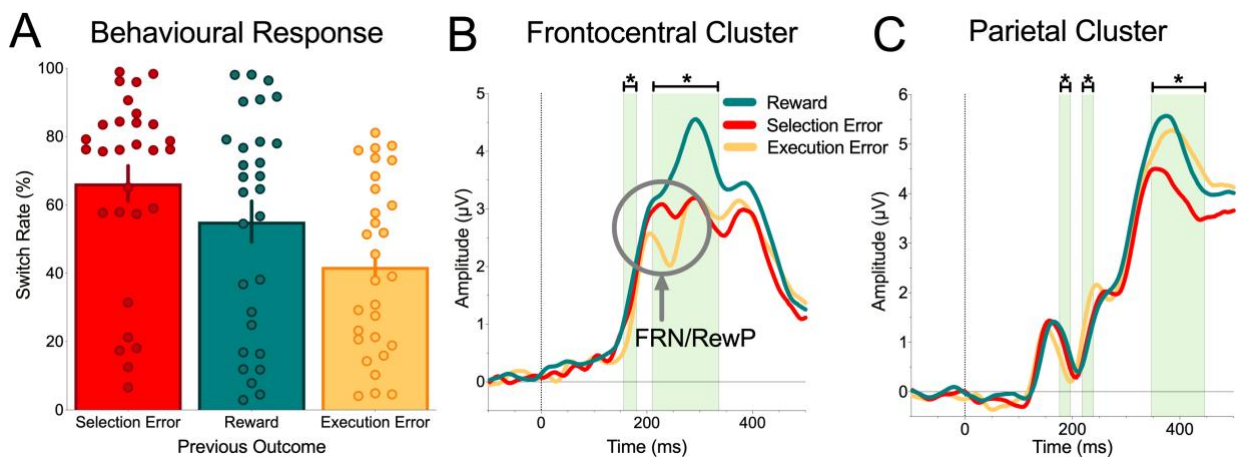 A
Behavioural Response
100
80
60
40
20
0
Switch Rate (%)
Selection Error
Reward
Execution Error
Previous Outcome
B
Frontocentral Cluster
*
*
5
4
3
2
1
0
Amplitude (μV)
Reward
Selection Error
Execution Error
FRN/RewP
0
200
400
Time (ms)
C
Parietal Cluster
*
*
*
6
5
4
3
2
1
0
Amplitude (μV)
0
200
400
Time (ms)